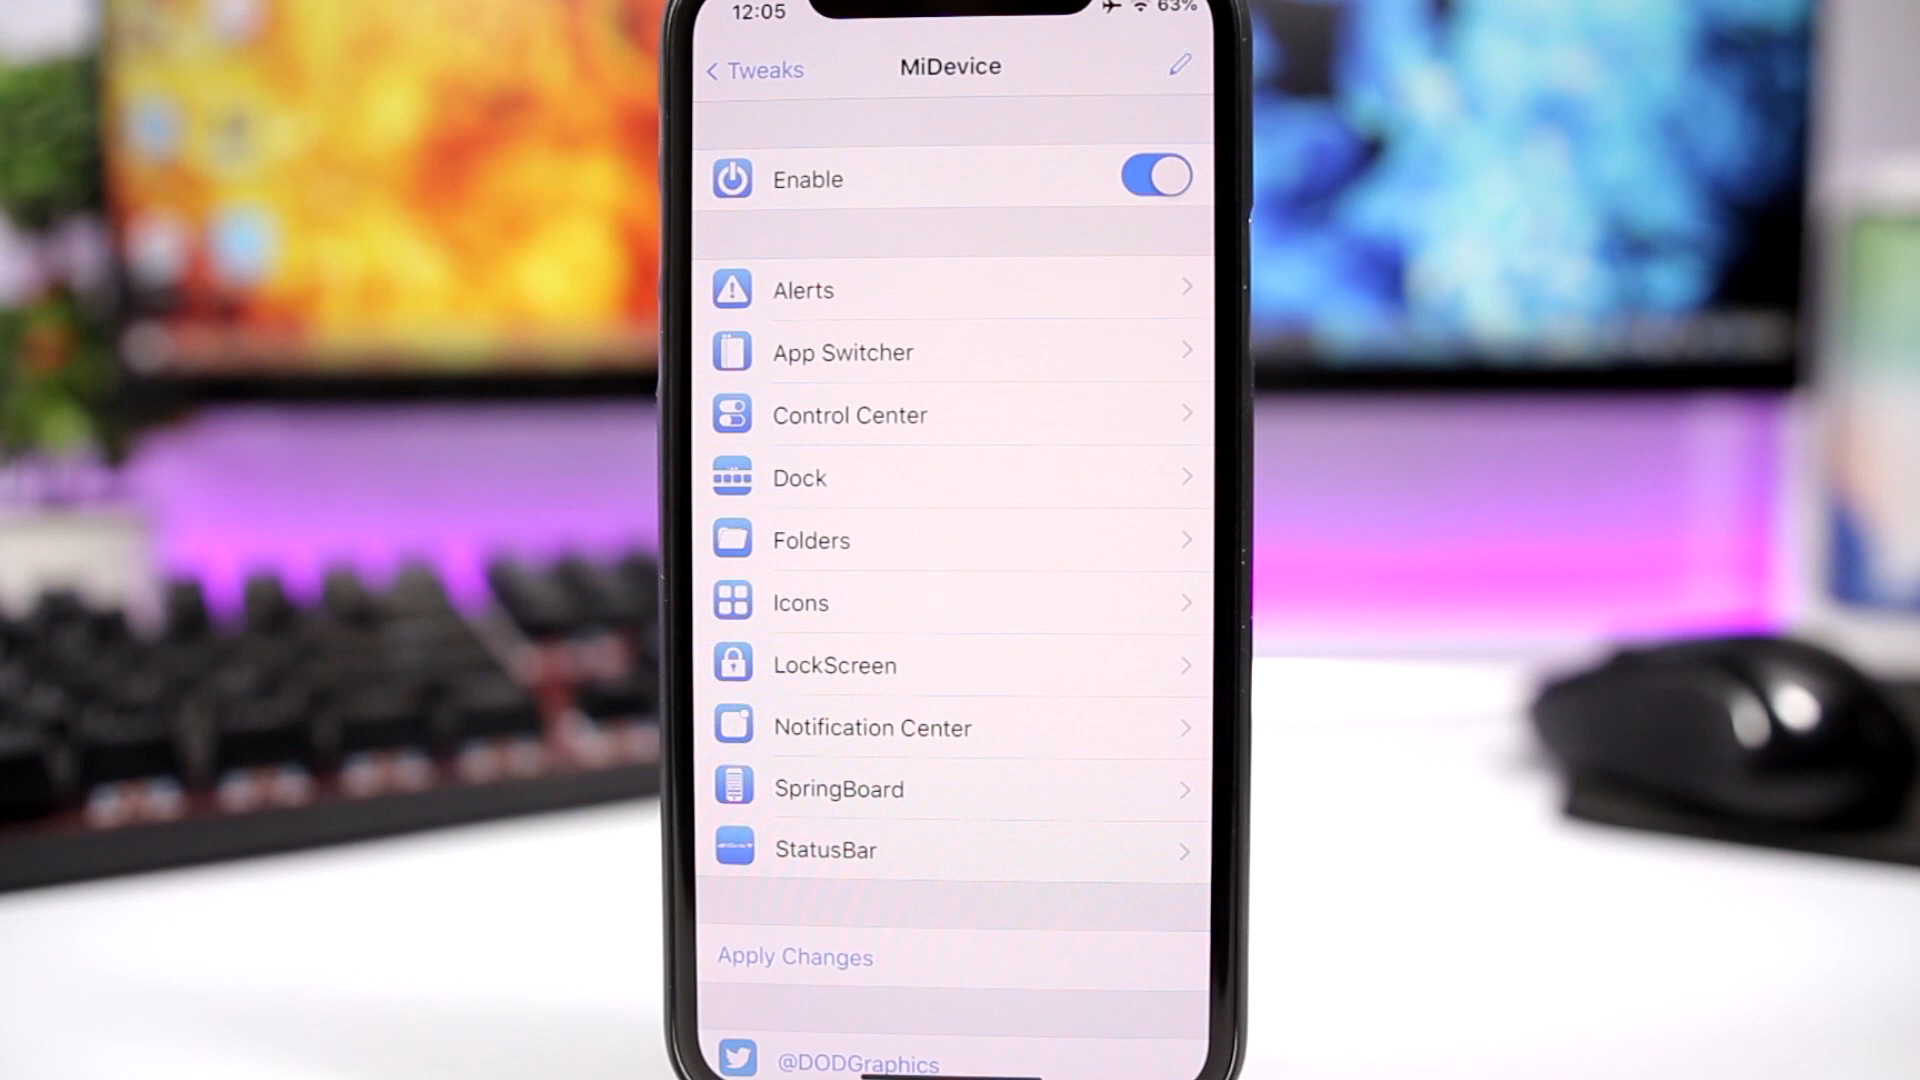 12:05 63%
Tweaks MiDevice
Enable
Alerts
App Switcher
Control Center
Dock
Folders
Icons
LockScreen
Notification Center
SpringBoard
StatusBar
Apply Changes
@DODGraphics